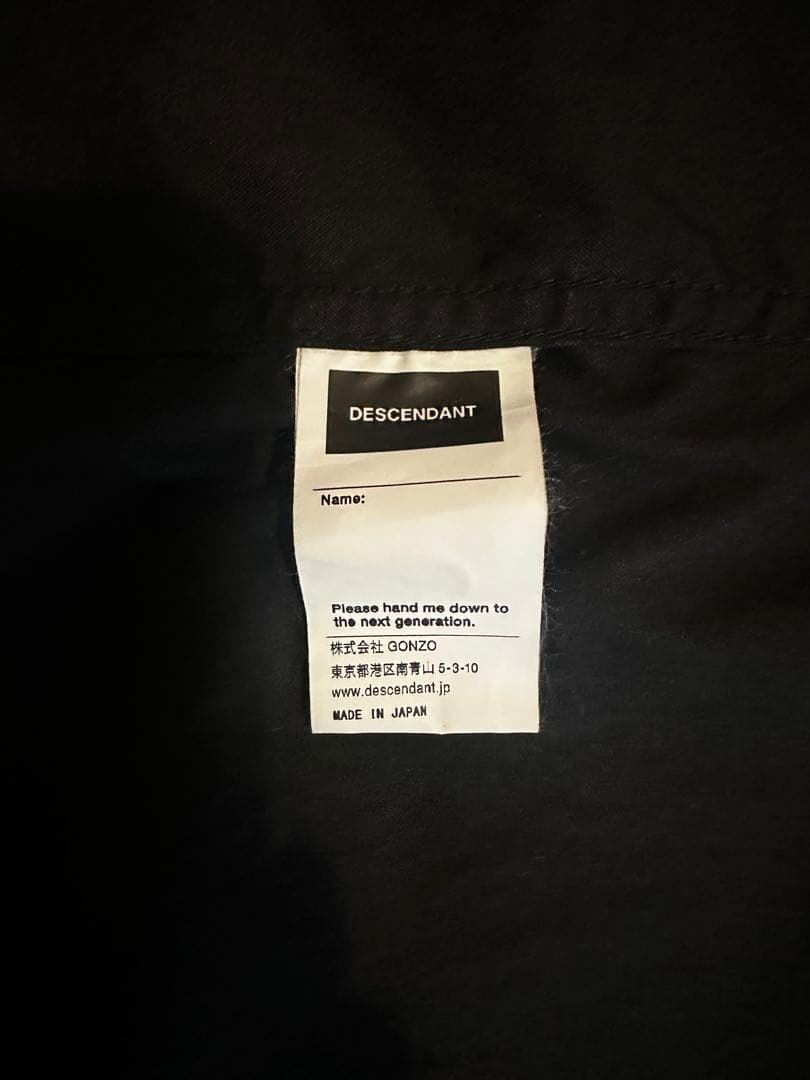 DESCENDANT
Name:
Please hand me down to
the next generation.
株式会社 GONZO
東京都港区南青山 5-3-10
www.descendant.jp
MADE IN JAPAN